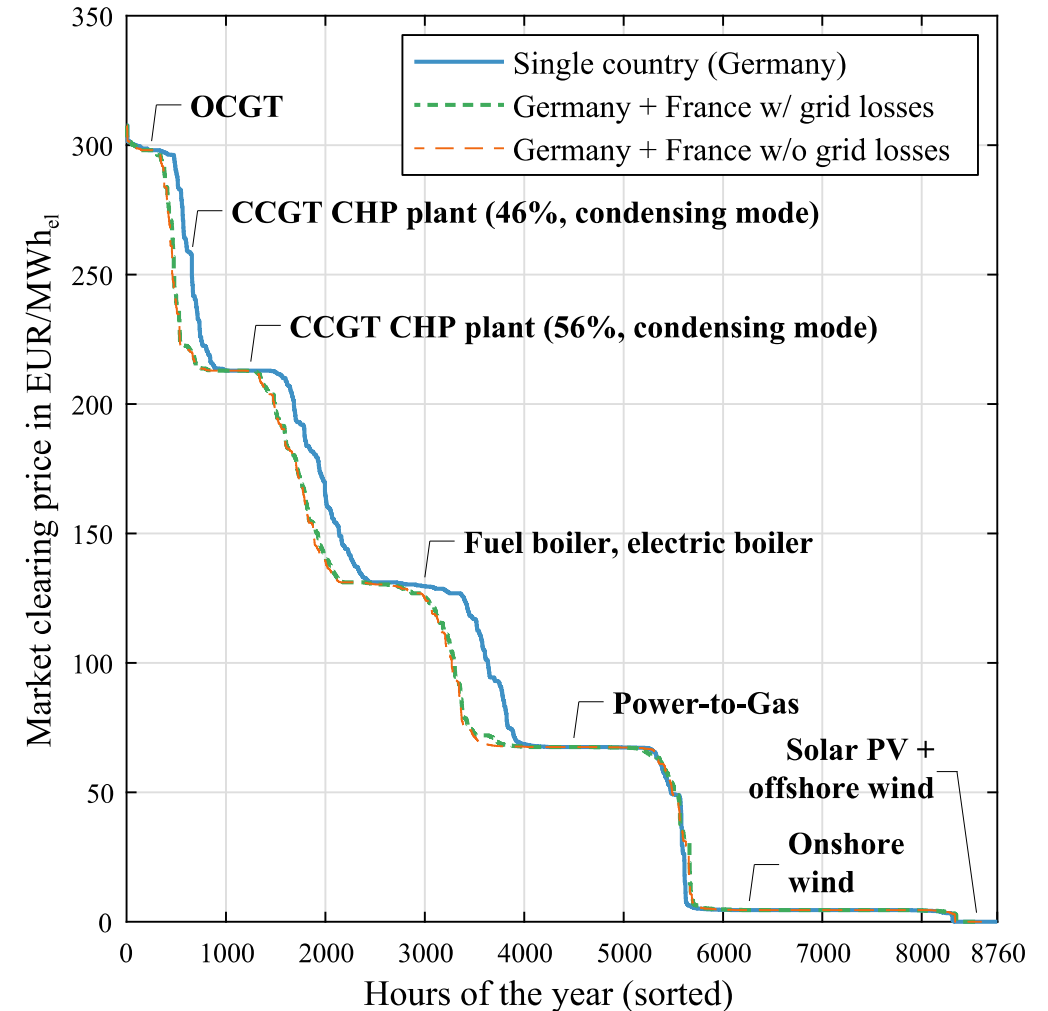 350
300
250
200
150
100
50
0
Market clearing price in EUR/MWh_el
Single country (Germany)
Germany + France w/ grid losses
Germany + France w/o grid losses
OCGT
CCGT CHP plant (46%, condensing mode)
CCGT CHP plant (56%, condensing mode)
Fuel boiler, electric boiler
Power-to-Gas
Solar PV +
offshore wind
Onshore
wind
0 1000 2000 3000 4000 5000 6000 7000 8000 8760
Hours of the year (sorted)